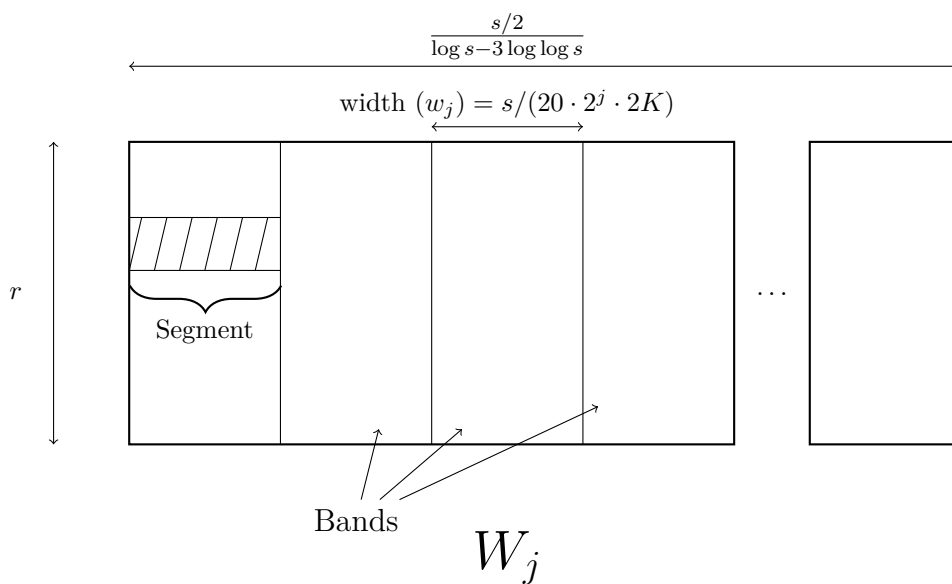 s/2
log s−3 log log s
width (w_j) = s/(20 · 2^j · 2K)
r
...
Segment
Bands
W_j